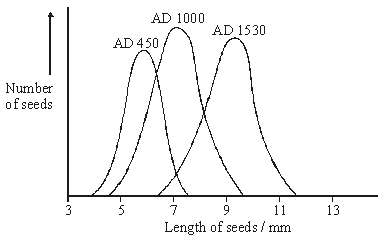 AD 1000
AD 450
AD 1530
Number
of seeds
3 5 7 9 11 13
Length of seeds / mm